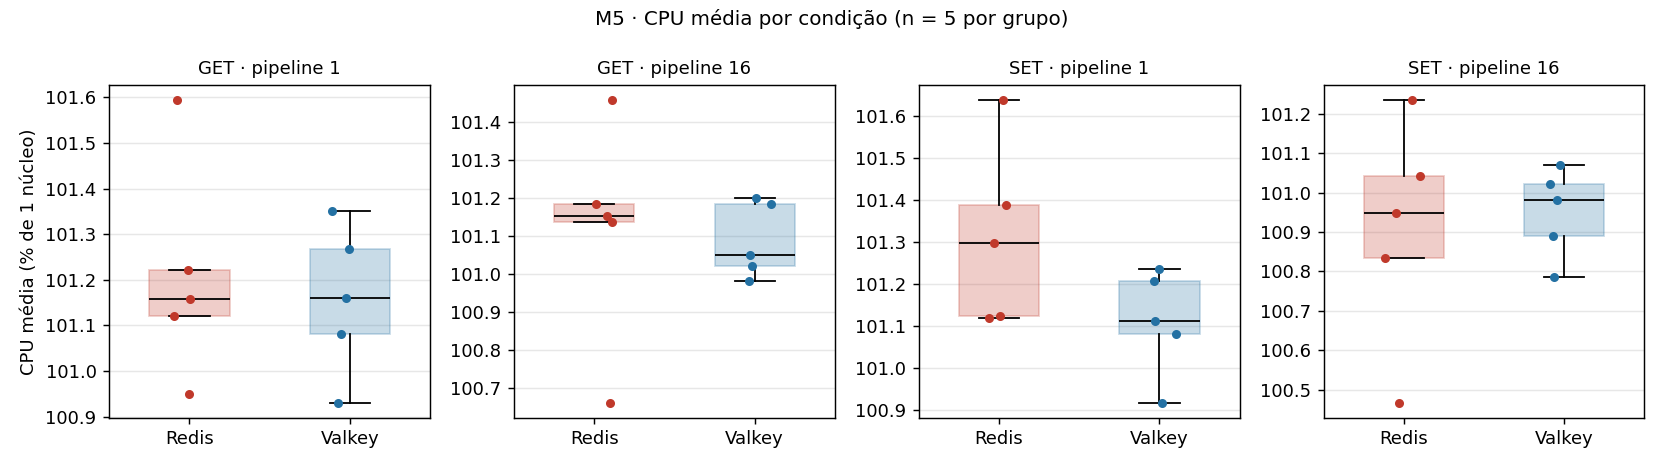 M5 · CPU média por condição (n = 5 por grupo)
GET · pipeline 1
GET · pipeline 16
SET · pipeline 1
SET · pipeline 16
CPU média (% de 1 núcleo)
101.6
101.5
101.4
101.3
101.2
101.1
101.0
100.9
Redis
Valkey
101.4
101.3
101.2
101.1
101.0
100.9
100.8
100.7
Redis
Valkey
101.6
101.5
101.4
101.3
101.2
101.1
101.0
100.9
Redis
Valkey
101.2
101.1
101.0
100.9
100.8
100.7
100.6
100.5
Redis
Valkey